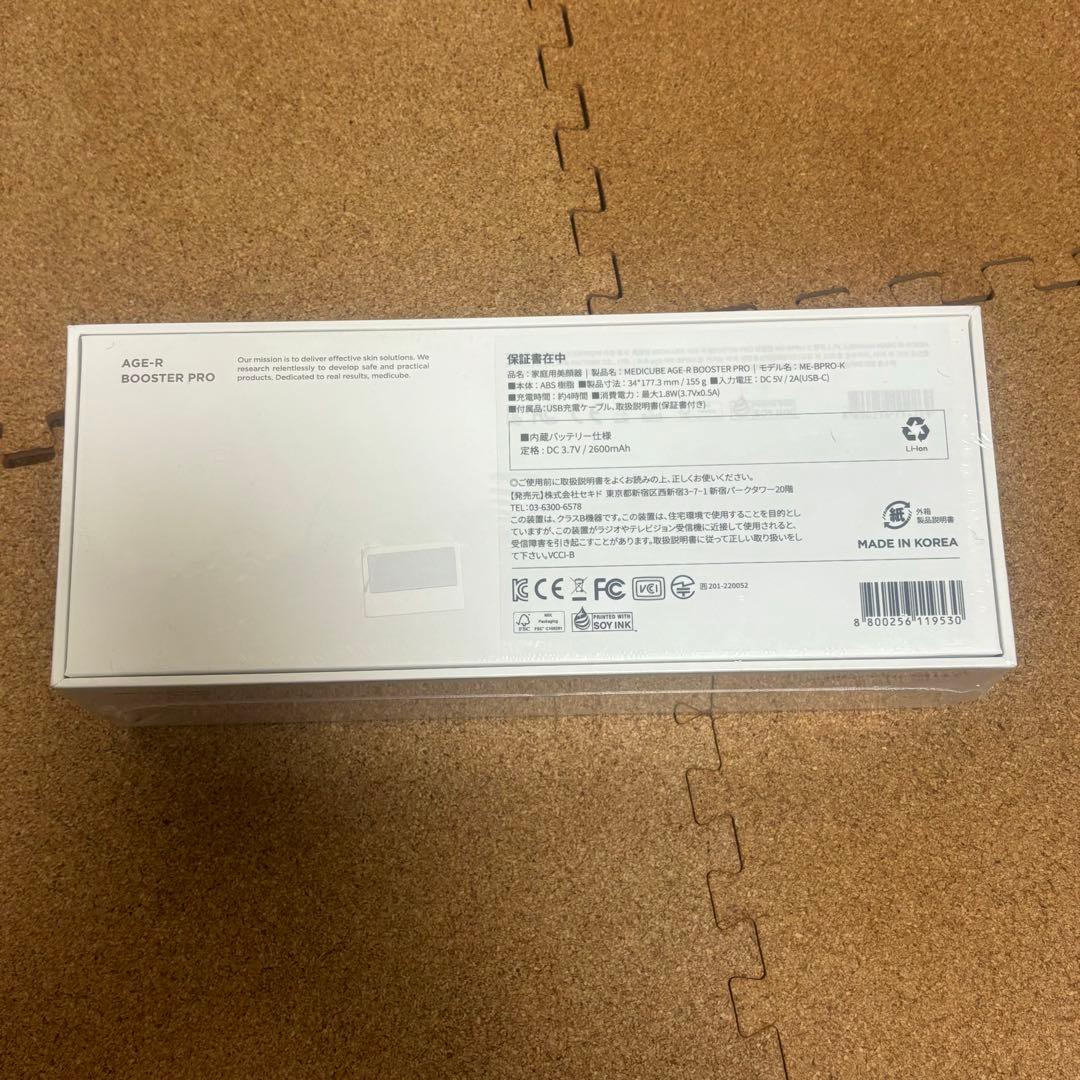 AGE-R
BOOSTER PRO
Our mission is to deliver effective skin solutions. We
research relentlessly to develop safe and practical
products. Dedicated to real results, medicube.
保証書在中
品名：家庭用美顔器｜製品名：MEDICUBE AGE-R BOOSTER PRO｜モデル名：ME-BPRO-K
■本体：ABS 樹脂 ■製品寸法：34*177.3 mm / 155 g ■入力電圧：DC 5V / 2A(USB-C)
■充電時間：約4時間 ■消費電力：最大1.8W(3.7Vx0.5A)
■付属品：USB充電ケーブル、取扱説明書(保証書付き)
■内蔵バッテリー仕様
定格：DC 3.7V / 2600mAh
Li-Ion
◎ご使用前に取扱説明書をよくお読みの上、正しくお使いください。
【発売元】株式会社セキド 東京都新宿区西新宿3-7-1 新宿パークタワー20階
TEL：03-6300-6578
この装置は、クラスB機器です。この装置は、住宅環境で使用することを目的とし
ていますが、この装置がラジオやテレビジョン受信機に近接して使用されると、
受信障害を引き起こすことがあります。取扱説明書に従って正しい取り扱いをし
て下さい。VCCI-B
紙
外箱
製品説明書
MADE IN KOREA
KC CE FC VCI 201-220052
FSC
MIX
Packaging
PRINTED WITH
SOY INK
8 800256 119530